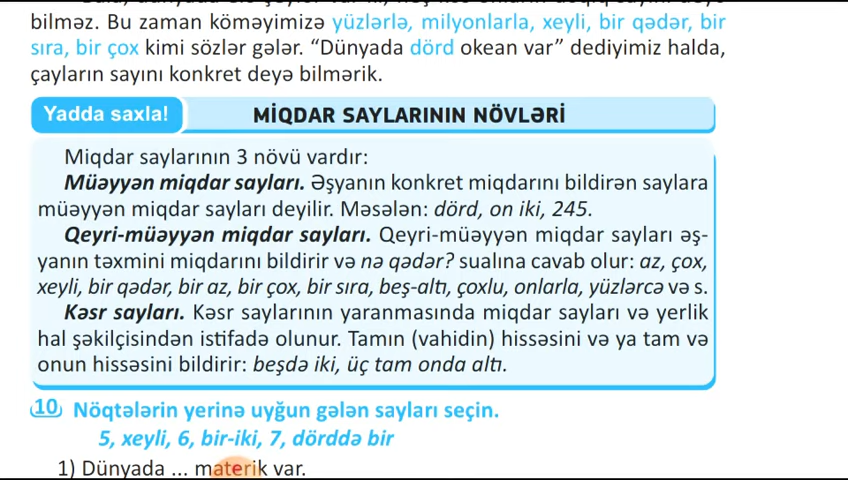 bilməz. Bu zaman köməyimizə yüzlərlə, milyonlarla, xeyli, bir qədər, bir
sıra, bir çox kimi sözlər gələr. “Dünyada dörd okean var” dediyimiz halda,
çayların sayını konkret deyə bilmərik.
Yadda saxla! MİQDAR SAYLARININ NÖVLƏRİ
Miqdar saylarının 3 növü vardır:
Müəyyən miqdar sayları. Əşyanın konkret miqdarını bildirən saylara
müəyyən miqdar sayları deyilir. Məsələn: dörd, on iki, 245.
Qeyri-müəyyən miqdar sayları. Qeyri-müəyyən miqdar sayları əş-
yanın təxmini miqdarını bildirir və nə qədər? sualına cavab olur: az, çox,
xeyli, bir qədər, bir az, bir çox, bir sıra, beş-altı, çoxlu, onlarla, yüzlərcə və s.
Kəsr sayları. Kəsr saylarının yaranmasında miqdar sayları və yerlik
hal şəkilçisindən istifadə olunur. Tamın (vahidin) hissəsini və ya tam və
onun hissəsini bildirir: beşdə iki, üç tam onda altı.
10 Nöqtələrin yerinə uyğun gələn sayları seçin.
5, xeyli, 6, bir-iki, 7, dörddə bir
1) Dünyada ... materik var.